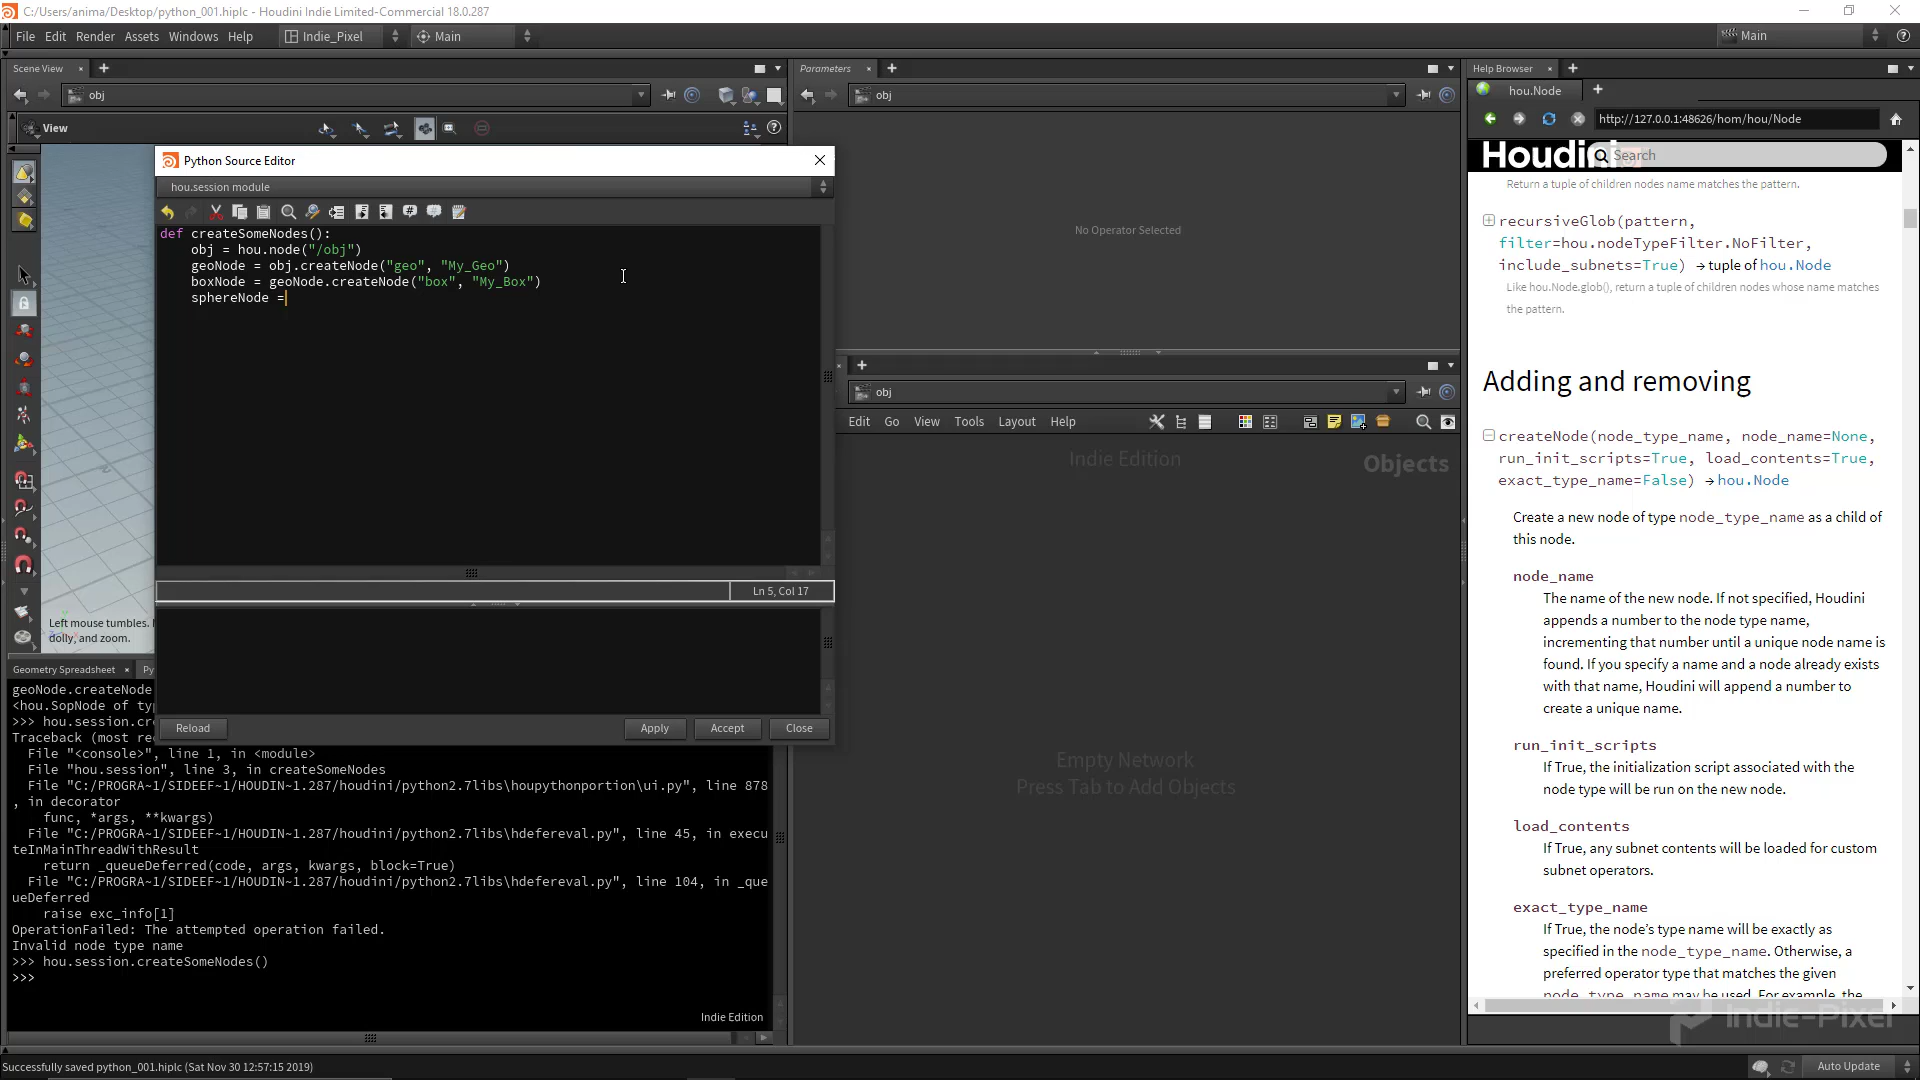 C:/Users/anima/Desktop/python_001.hiplc - Houdini Indie Limited-Commercial 18.0.287
File Edit Render Assets Windows Help Indie_Pixel Main Main
Scene View
obj
View
Python Source Editor
hou.session module
def createSomeNodes():
    obj = hou.node("/obj")
    geoNode = obj.createNode("geo", "My_Geo")
    boxNode = geoNode.createNode("box", "My_Box")
    sphereNode =
Ln 5, Col 17
Reload Apply Accept Close
Left mouse tumbles.
dolly, and zoom.
Geometry Spreadsheet Py
geoNode.createNode
<hou.SopNode of typ
>>> hou.session.cre
Traceback (most rec
  File "<console>", line 1, in <module>
  File "hou.session", line 3, in createSomeNodes
  File "C:/PROGRA~1/SIDEEF~1/HOUDIN~1.287/houdini/python2.7libs\houpythonportion\ui.py", line 878
, in decorator
    func, *args, **kwargs)
  File "C:/PROGRA~1/SIDEEF~1/HOUDIN~1.287/houdini/python2.7libs\hdefereval.py", line 45, in execu
teInMainThreadWithResult
    return _queueDeferred(code, args, kwargs, block=True)
  File "C:/PROGRA~1/SIDEEF~1/HOUDIN~1.287/houdini/python2.7libs\hdefereval.py", line 104, in _que
ueDeferred
    raise exc_info[1]
OperationFailed: The attempted operation failed.
Invalid node type name
>>> hou.session.createSomeNodes()
>>>
Indie Edition
Parameters
obj
No Operator Selected
obj
Edit Go View Tools Layout Help
Indie Edition
Objects
Empty Network
Press Tab to Add Objects
Help Browser
hou.Node
http://127.0.0.1:48626/hom/hou/Node
Houdini Search
Return a tuple of children nodes name matches the pattern.
recursiveGlob(pattern,
filter=hou.nodeTypeFilter.NoFilter,
include_subnets=True) → tuple of hou.Node
Like hou.Node.glob(), return a tuple of children nodes whose name matches
the pattern.
Adding and removing
createNode(node_type_name, node_name=None,
run_init_scripts=True, load_contents=True,
exact_type_name=False) → hou.Node
Create a new node of type node_type_name as a child of
this node.
node_name
The name of the new node. If not specified, Houdini
appends a number to the node type name,
incrementing that number until a unique node name is
found. If you specify a name and a node already exists
with that name, Houdini will append a number to
create a unique name.
run_init_scripts
If True, the initialization script associated with the
node type will be run on the new node.
load_contents
If True, any subnet contents will be loaded for custom
subnet operators.
exact_type_name
If True, the node's type name will be exactly as
specified in the node_type_name. Otherwise, a
preferred operator type that matches the given
node_type_name may be used. For example, the
Indie-Pixel
Successfully saved python_001.hiplc (Sat Nov 30 12:57:15 2019)
Auto Update